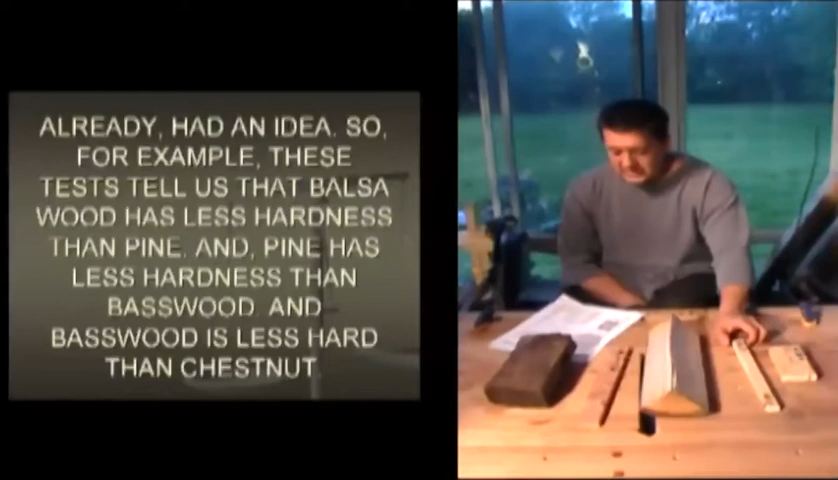 ALREADY, HAD AN IDEA. SO,
FOR EXAMPLE, THESE
TESTS TELL US THAT BALSA
WOOD HAS LESS HARDNESS
THAN PINE. AND, PINE HAS
LESS HARDNESS THAN
BASSWOOD. AND
BASSWOOD IS LESS HARD
THAN CHESTNUT.